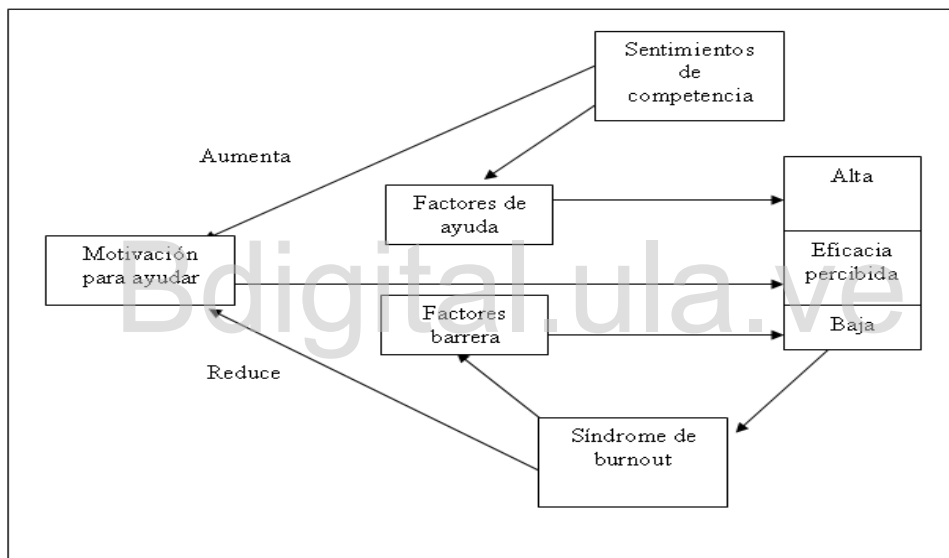 Sentimientos
de
competencia
Aumenta
Alta
Factores de
ayuda
Motivación
para ayudar
Eficacia
percibida
Bdigital.ula.ve
Factores
barrera
Baja
Reduce
Síndrome de
burnout